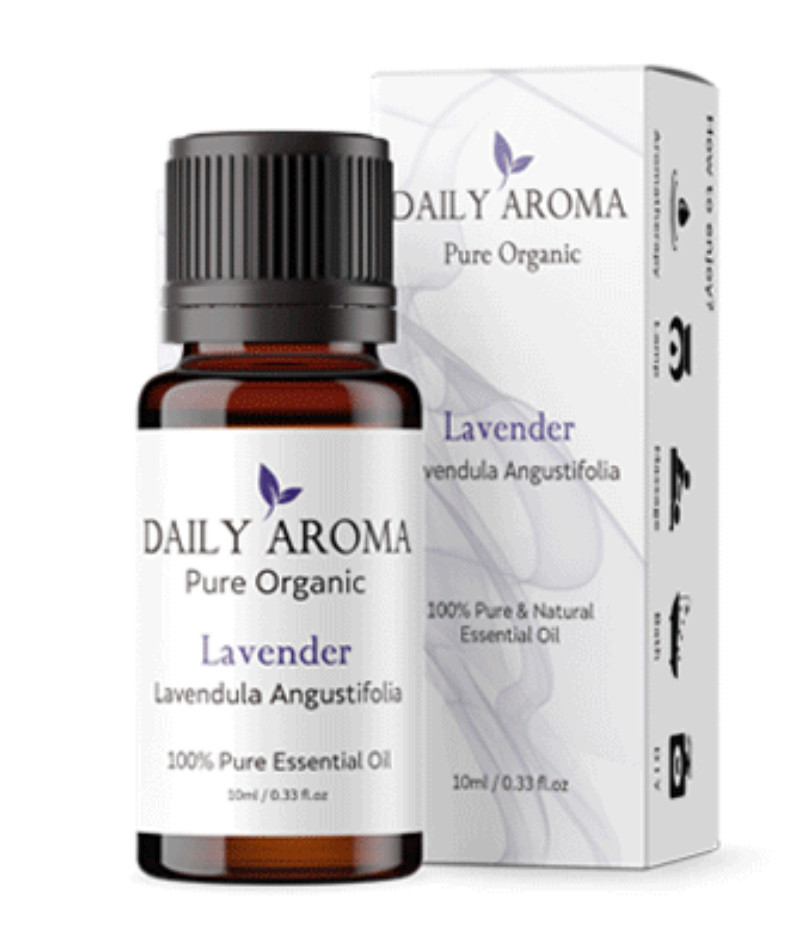 DAILY AROMA
Pure Organic
Lavender
Lavendula Angustifolia
100% Pure Essential Oil
10ml / 0.33 fl.oz
DAILY AROMA
Pure Organic
Lavender
vendula Angustifolia
100% Pure & Natural
Essential Oil
10ml / 0.33 fl.oz
How to enjoy?
Aromatherapy
Lamp
Massage
Bath
DIY